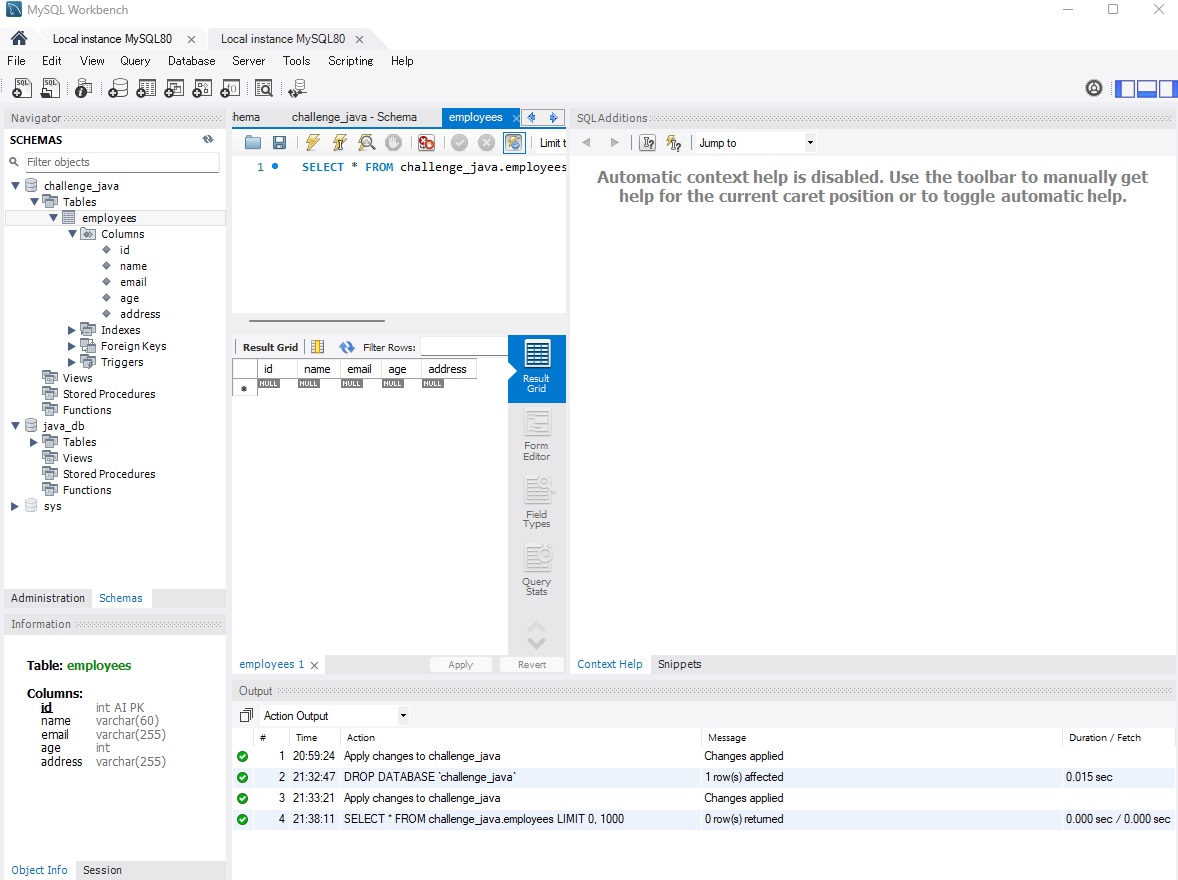 MySQL Workbench
Local instance MySQL80
Local instance MySQL80
File Edit View Query Database Server Tools Scripting Help
Navigator
SCHEMAS
Filter objects
challenge_java
Tables
employees
Columns
id
name
email
age
address
Indexes
Foreign Keys
Triggers
Views
Stored Procedures
Functions
java_db
Tables
Views
Stored Procedures
Functions
sys
Administration Schemas
Information
Table: employees
Columns:
id int AI PK
name varchar(60)
email varchar(255)
age int
address varchar(255)
Object Info Session
hema challenge_java - Schema employees
Limit t
1 SELECT * FROM challenge_java.employees
Result Grid Filter Rows:
id name email age address
NULL NULL NULL NULL NULL
Result
Grid
Form
Editor
Field
Types
Query
Stats
employees 1 Apply Revert
SQLAdditions
Jump to
Automatic context help is disabled. Use the toolbar to manually get
help for the current caret position or to toggle automatic help.
Context Help Snippets
Output
Action Output
# Time Action Message Duration / Fetch
1 20:59:24 Apply changes to challenge_java Changes applied
2 21:32:47 DROP DATABASE `challenge_java` 1 row(s) affected 0.015 sec
3 21:33:21 Apply changes to challenge_java Changes applied
4 21:38:11 SELECT * FROM challenge_java.employees LIMIT 0, 1000 0 row(s) returned 0.000 sec / 0.000 sec